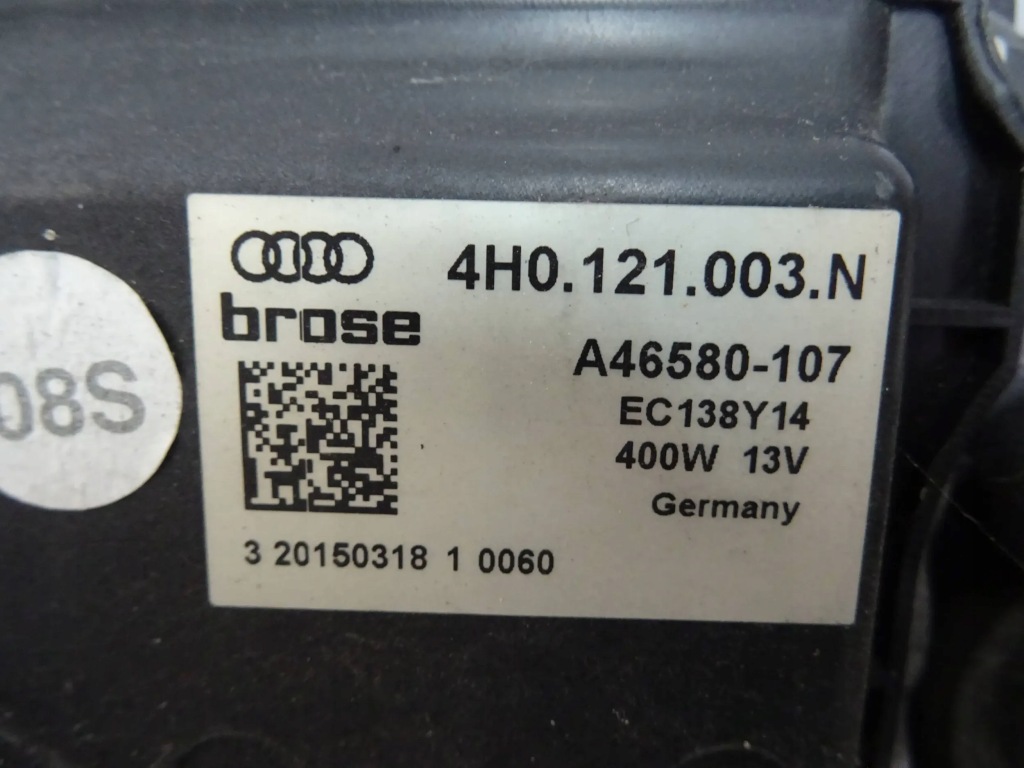 4H0.121.003.N
brose
A46580-107
EC138Y14
400W 13V
Germany
3 20150318 1 0060
08S